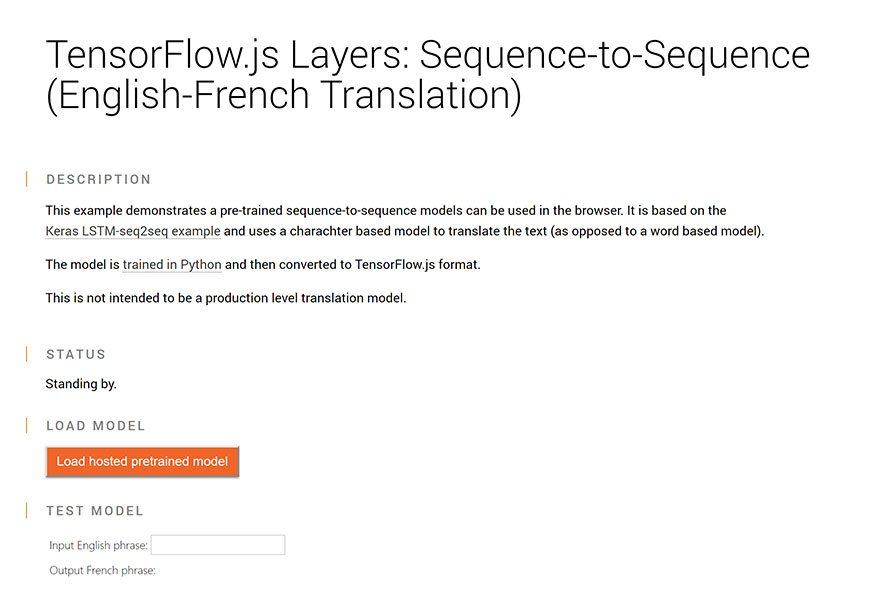 TensorFlow.js Layers: Sequence-to-Sequence
(English-French Translation)
DESCRIPTION
This example demonstrates a pre-trained sequence-to-sequence models can be used in the browser. It is based on the
Keras LSTM-seq2seq example and uses a charachter based model to translate the text (as opposed to a word based model).
The model is trained in Python and then converted to TensorFlow.js format.
This is not intended to be a production level translation model.
STATUS
Standing by.
LOAD MODEL
Load hosted pretrained model
TEST MODEL
Input English phrase:
Output French phrase: